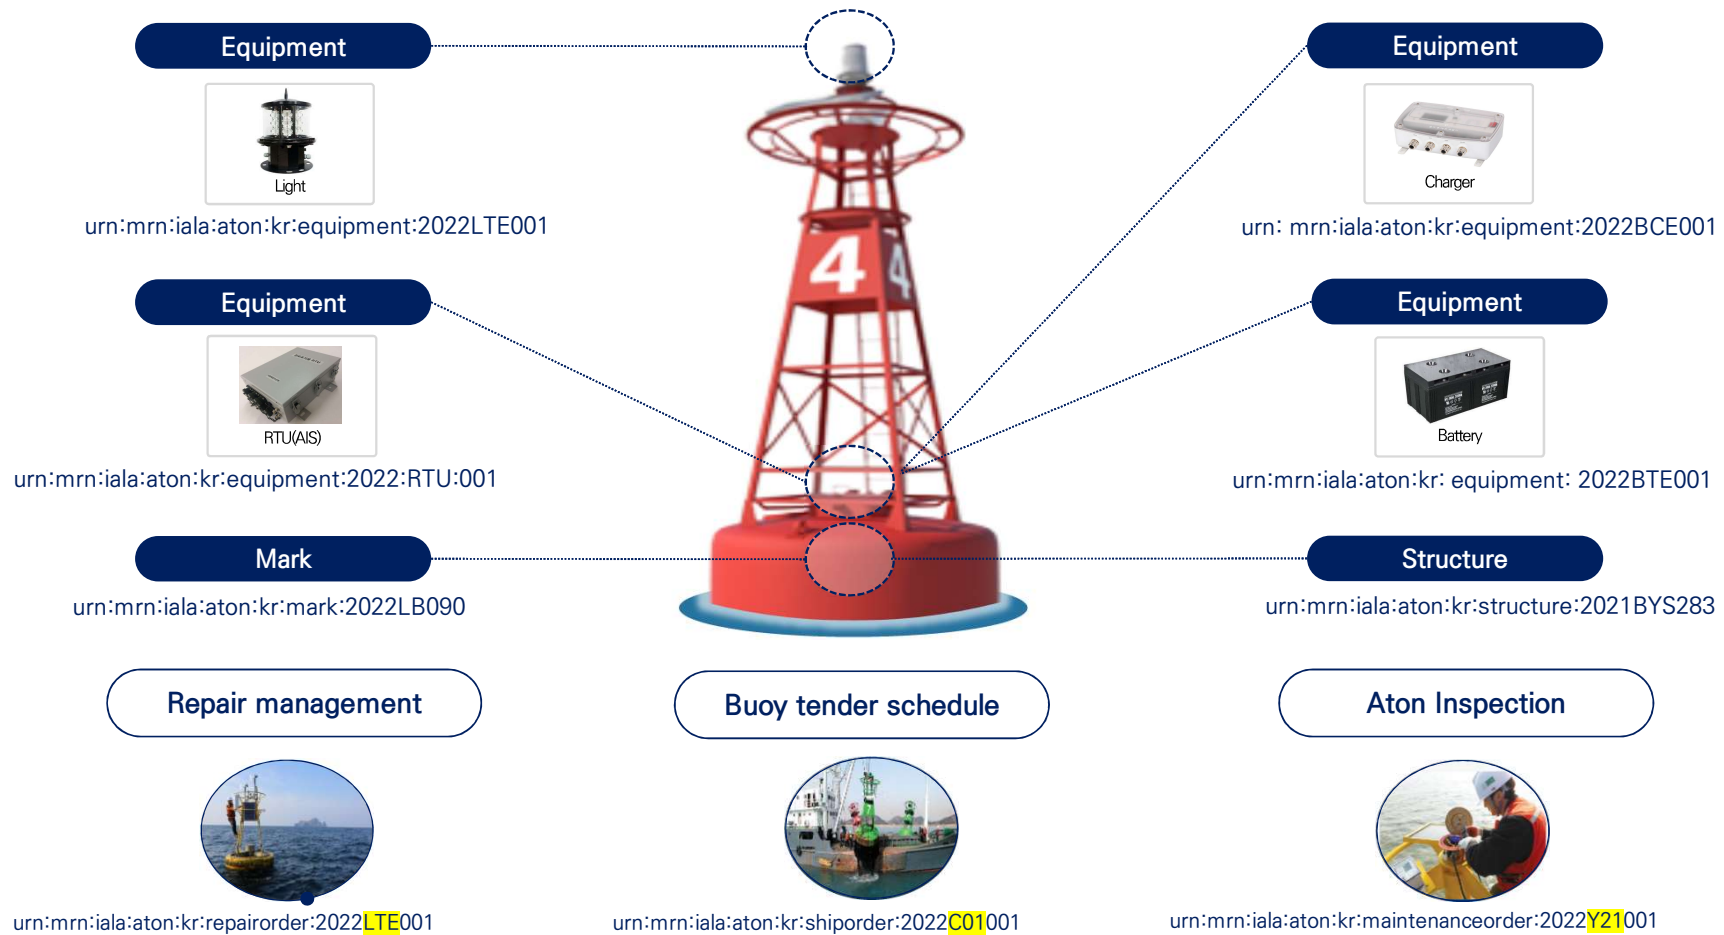 Equipment
Equipment
Light
Charger
urn:mrn:iala:aton:kr:equipment:2022LTE001
urn: mrn:iala:aton:kr:equipment:2022BCE001
4
4
Equipment
Equipment
RTU(AIS)
Battery
urn:mrn:iala:aton:kr:equipment:2022:RTU:001
urn:mrn:iala:aton:kr: equipment: 2022BTE001
Mark
Structure
urn:mrn:iala:aton:kr:mark:2022LB090
urn:mrn:iala:aton:kr:structure:2021BYS283
Repair management
Buoy tender schedule
Aton Inspection
urn:mrn:iala:aton:kr:repairorder:2022LTE001
urn:mrn:iala:aton:kr:shiporder:2022C01001
urn:mrn:iala:aton:kr:maintenanceorder:2022Y21001